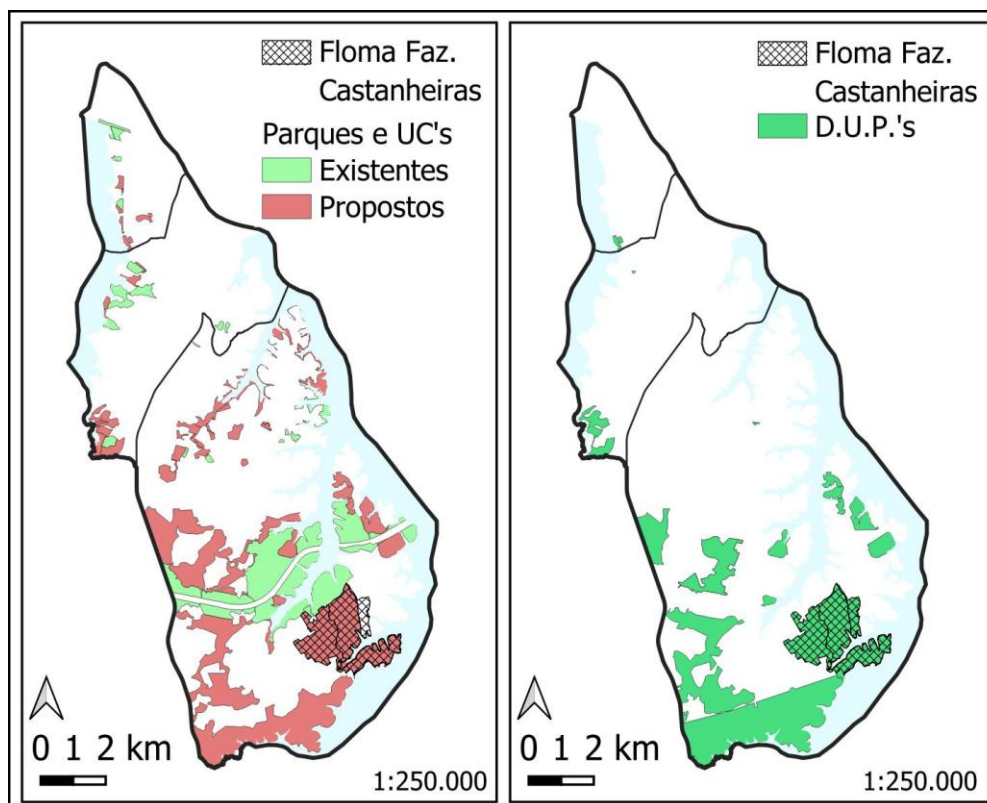 Floma Faz.
Castanheiras
Parques e UC's
Existentes
Propostos
0 1 2 km
1:250.000
Floma Faz.
Castanheiras
D.U.P.'s
0 1 2 km
1:250.000